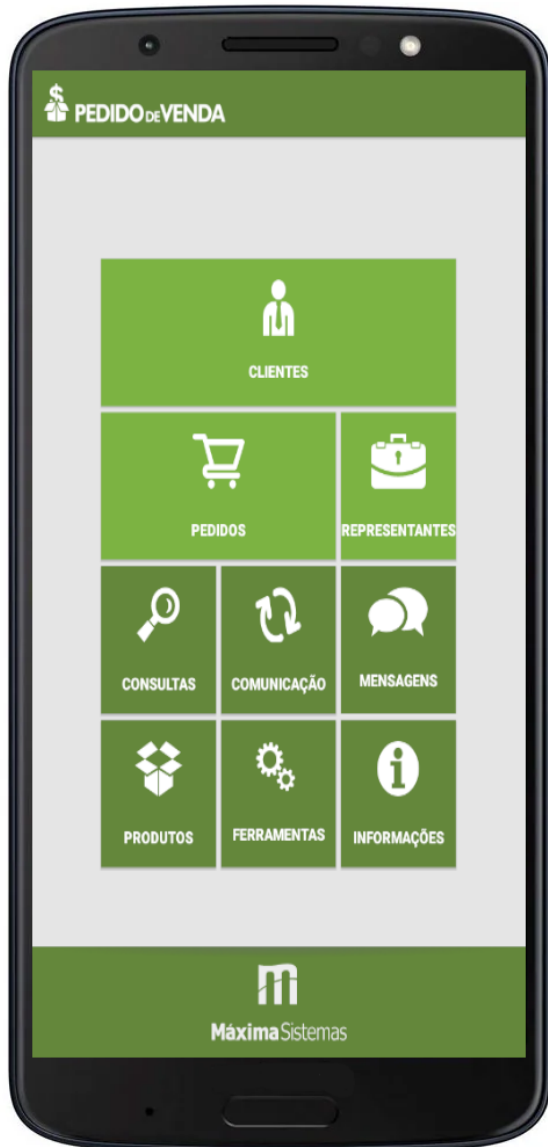 PEDIDO DE VENDA
CLIENTES
PEDIDOS
REPRESENTANTES
CONSULTAS
COMUNICAÇÃO
MENSAGENS
PRODUTOS
FERRAMENTAS
INFORMAÇÕES
Máxima Sistemas